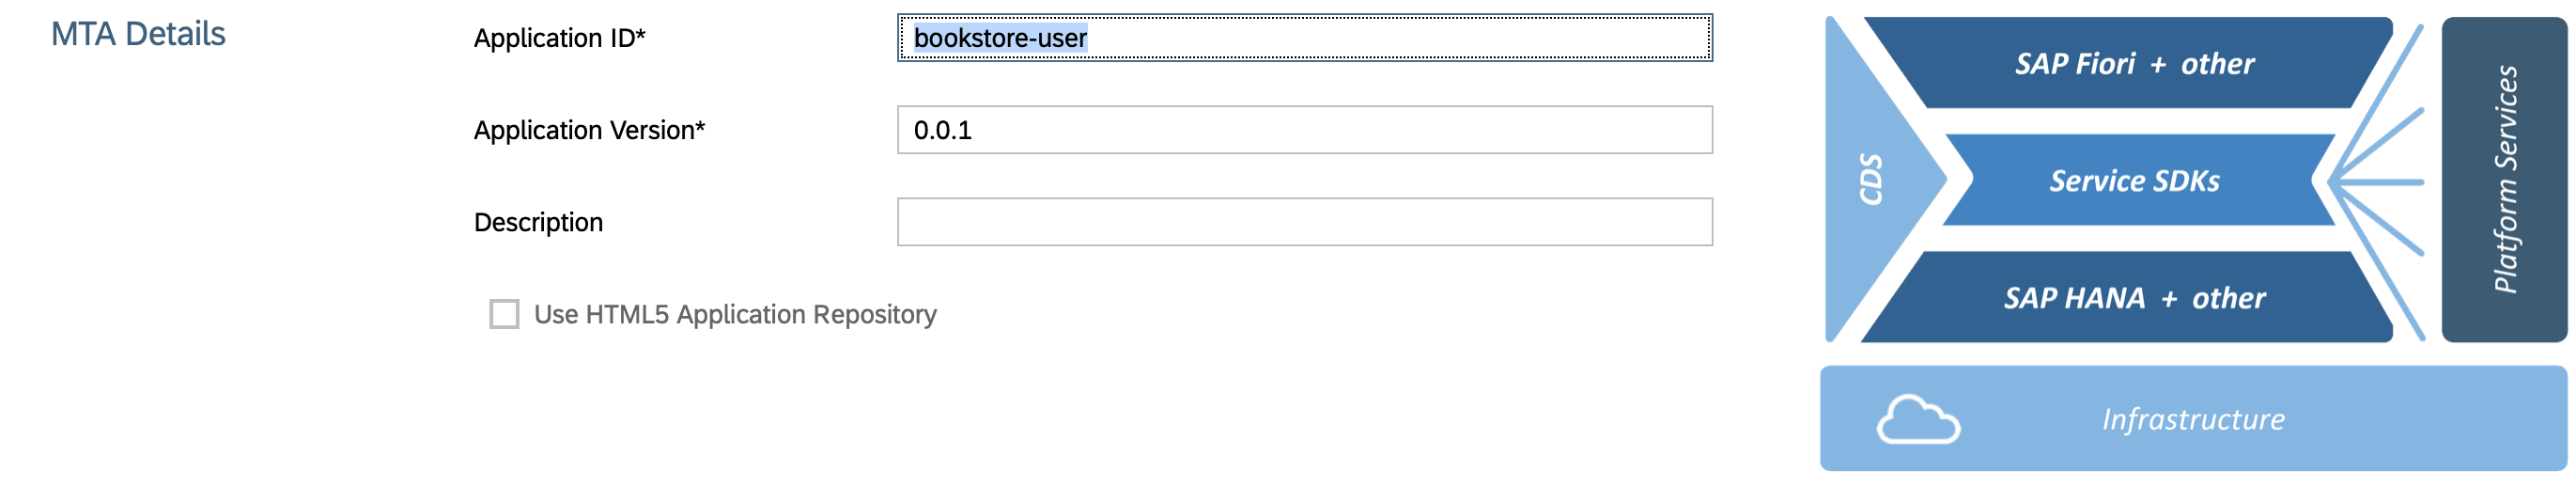 MTA Details
Application ID*
bookstore-user
Application Version*
0.0.1
Description
Use HTML5 Application Repository
CDS
SAP Fiori + other
Service SDKs
SAP HANA + other
Platform Services
Infrastructure